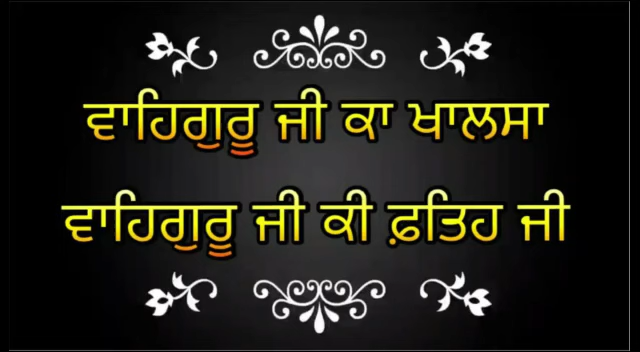 ਵਾਹਿਗੁਰੂ ਜੀ ਕਾ ਖਾਲਸਾ
ਵਾਹਿਗੁਰੂ ਜੀ ਕੀ ਫ਼ਤਿਹ ਜੀ